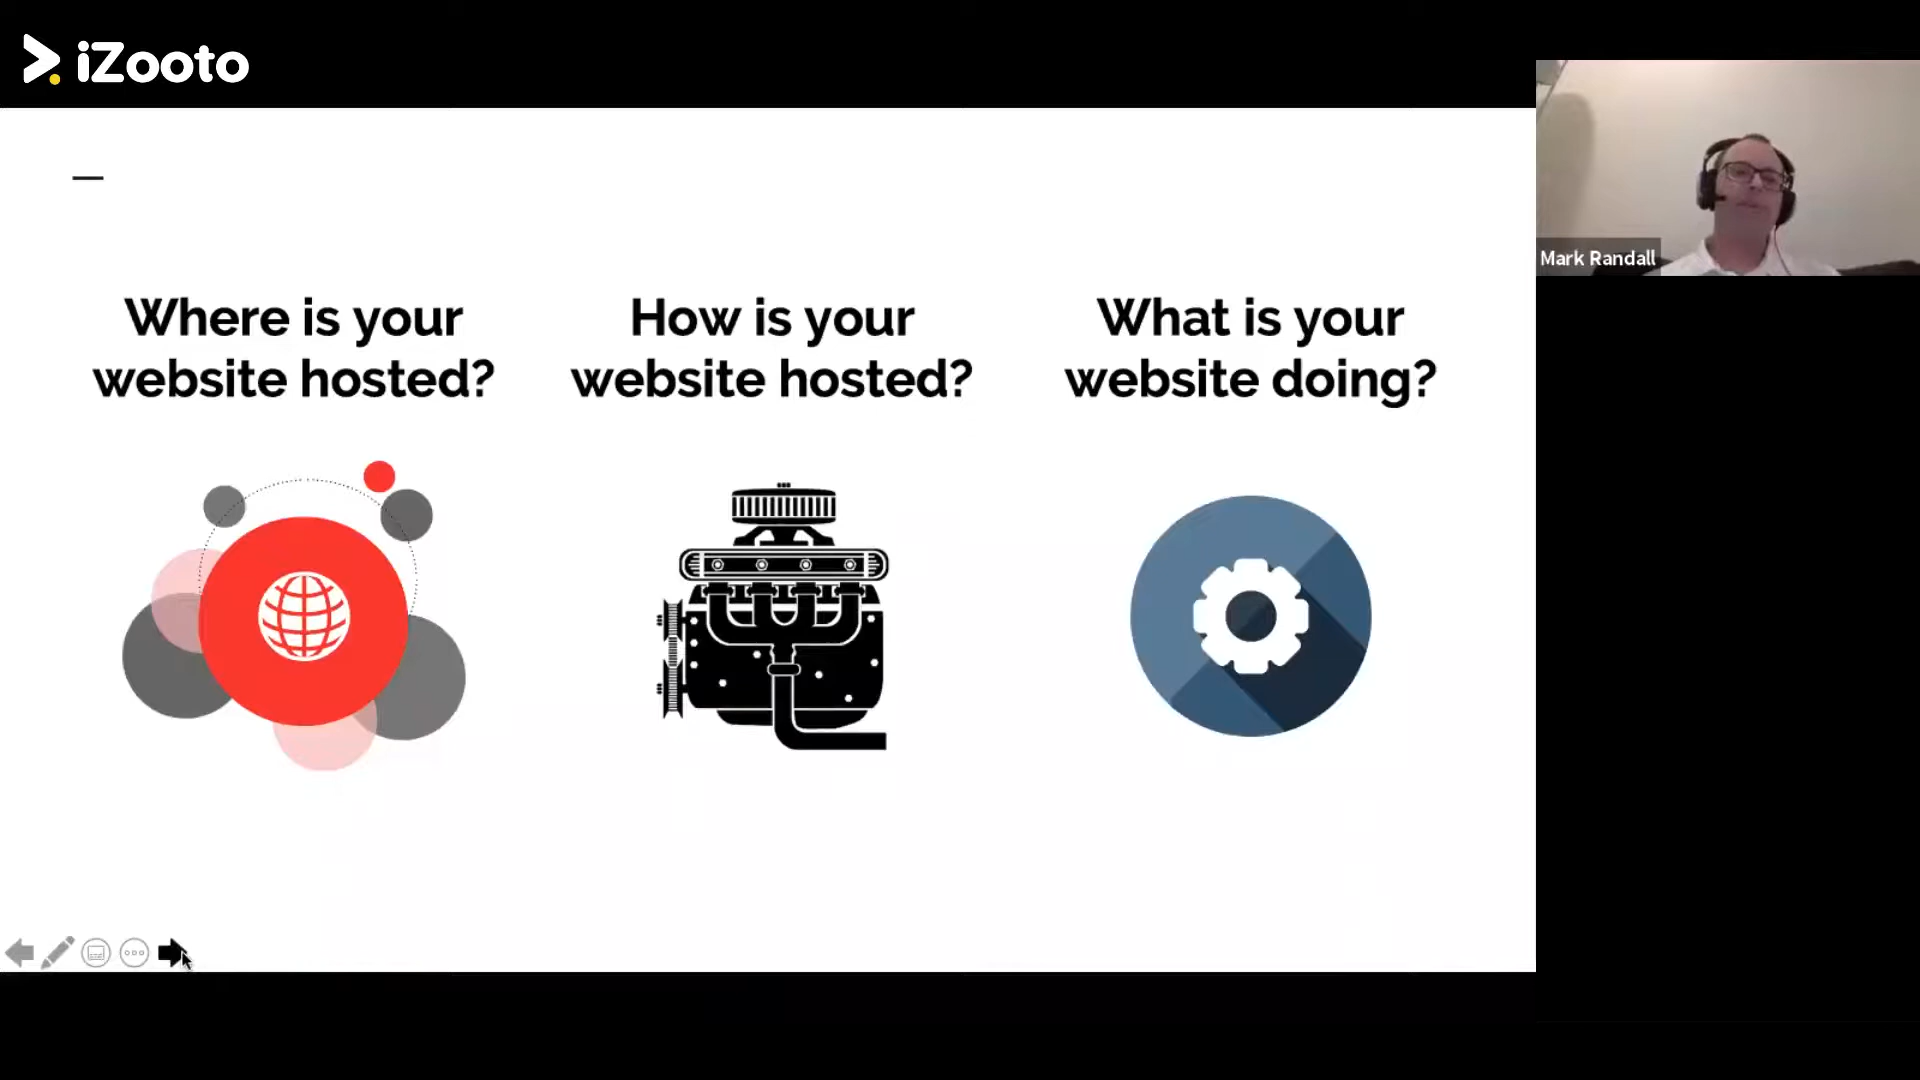 iZooto
Where is your
website hosted?
How is your
website hosted?
What is your
website doing?
Mark Randall